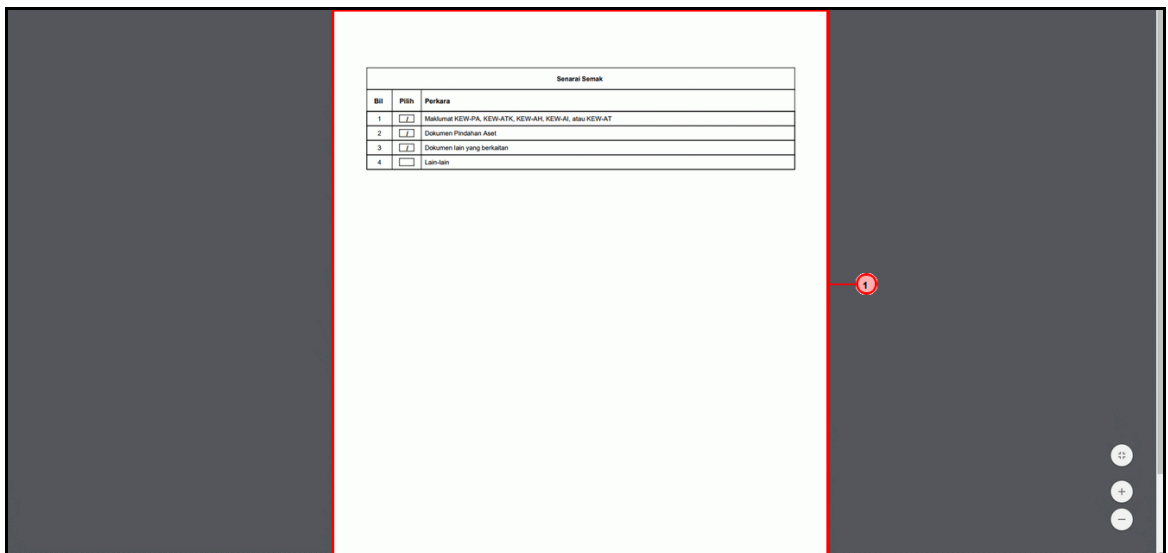 Senarai Semak
Bil Pilih Perkara
1 / Maklumat KEW-PA, KEW-ATK, KEW-AH, KEW-AI, atau KEW-AT
2 / Dokumen Pindahan Aset
3 / Dokumen lain yang berkaitan
4 Lain-lain
1